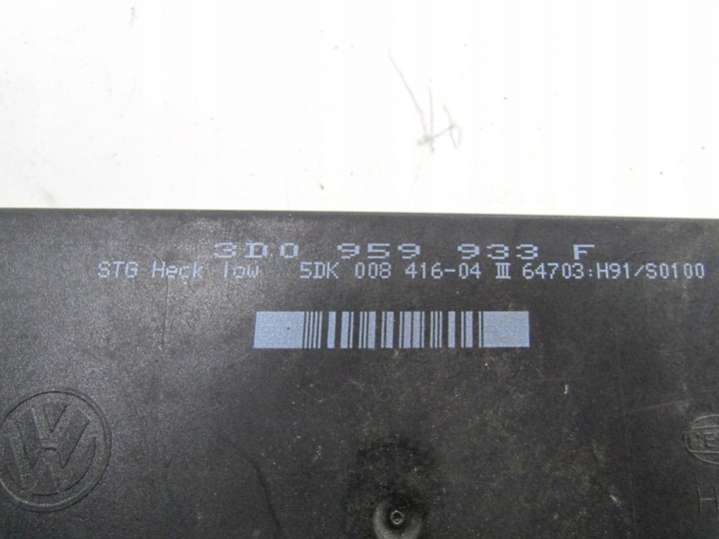 3D0 959 933 F
STG Heck low 5DK 008 416-04 III 64703:H91/S0100